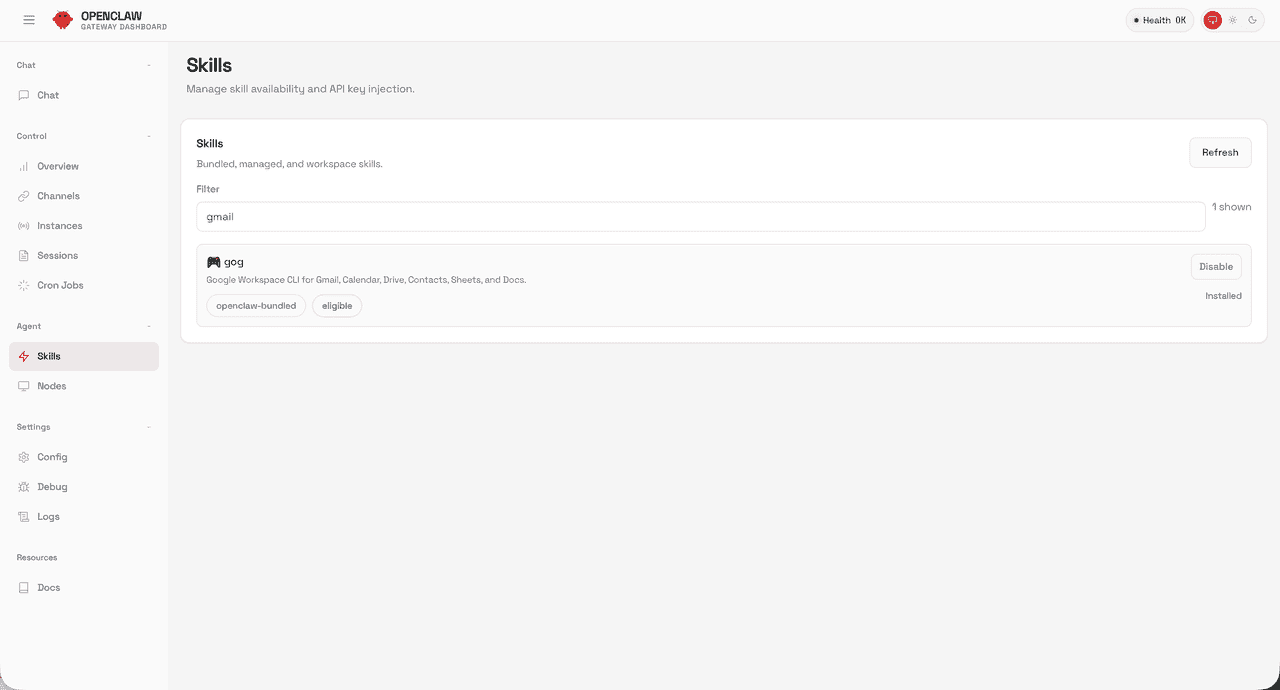 OPENCLAW
GATEWAY DASHBOARD
Health OK
Chat
Chat
Control
Overview
Channels
Instances
Sessions
Cron Jobs
Agent
Skills
Nodes
Settings
Config
Debug
Logs
Resources
Docs
Skills
Manage skill availability and API key injection.
Skills
Bundled, managed, and workspace skills.
Refresh
Filter
gmail
1 shown
gog
Google Workspace CLI for Gmail, Calendar, Drive, Contacts, Sheets, and Docs.
openclaw-bundled
eligible
Disable
Installed